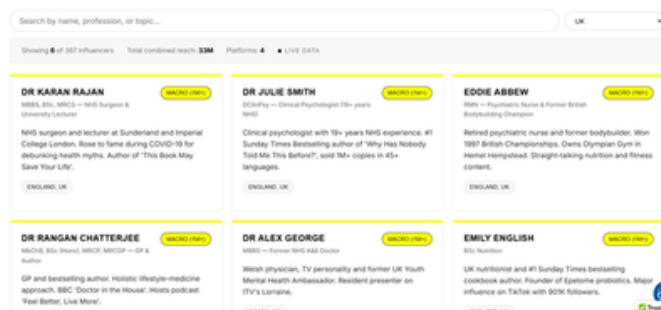 Search by name, profession, or topic...
UK
Showing 6 of 387 influencers Total combined reach: 33M Platforms: 4 ● LIVE DATA
DR KARAN RAJAN
MACRO (1M+)
MBBS, BSc, MRCS — NHS Surgeon &
University Lecturer
NHS surgeon and lecturer at Sunderland and Imperial
College London. Rose to fame during COVID-19 for
debunking health myths. Author of 'This Book May
Save Your Life'.
ENGLAND, UK
DR JULIE SMITH
MACRO (1M+)
DClinPsy — Clinical Psychologist (10+ years
NHS)
Clinical psychologist with 10+ years NHS experience. #1
Sunday Times Bestselling author of 'Why Has Nobody
Told Me This Before?', sold 1M+ copies in 45+
languages.
ENGLAND, UK
EDDIE ABBEW
MACRO (1M+)
RMN — Psychiatric Nurse & Former British
Bodybuilding Champion
Retired psychiatric nurse and former bodybuilder. Won
1997 British Championships. Owns Olympian Gym in
Hemel Hempstead. Straight-talking nutrition and fitness
content.
ENGLAND, UK
DR RANGAN CHATTERJEE
MACRO (1M+)
MbChB, BSc (Hons), MRCP, MRCGP — GP &
Author
GP and bestselling author. Holistic lifestyle-medicine
approach. BBC 'Doctor in the House'. Hosts podcast
'Feel Better, Live More'.
DR ALEX GEORGE
MACRO (1M+)
MBBS — Former NHS A&E Doctor
Welsh physician, TV personality and former UK Youth
Mental Health Ambassador. Resident presenter on
ITV's Lorraine.
EMILY ENGLISH
MACRO (1M+)
BSc Nutrition
UK nutritionist and #1 Sunday Times bestselling
cookbook author. Founder of Epetome probiotics. Major
influence on TikTok with 901K followers.